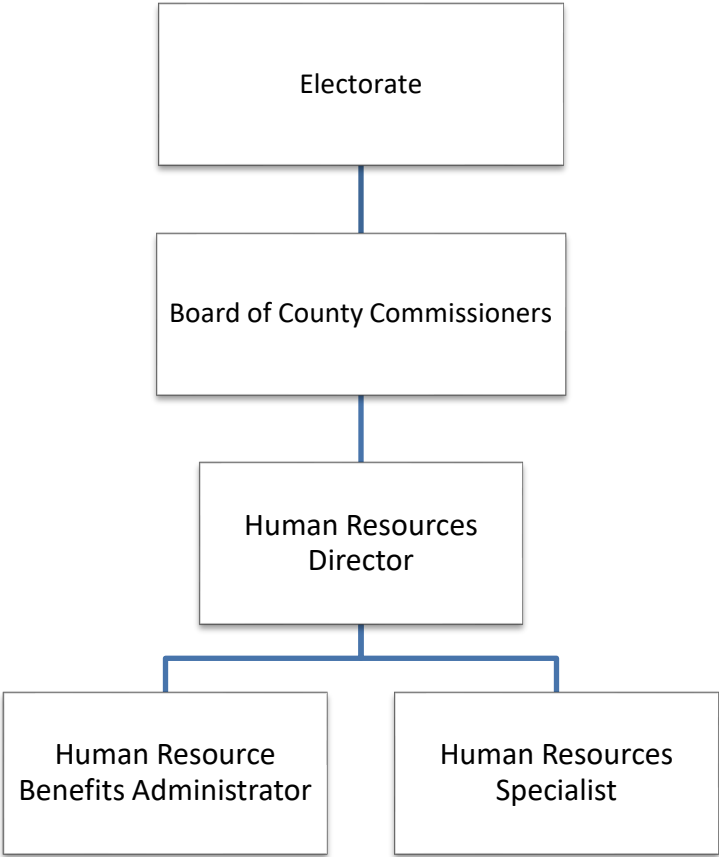 Electorate
Board of County Commissioners
Human Resources
Director
Human Resource
Benefits Administrator
Human Resources
Specialist